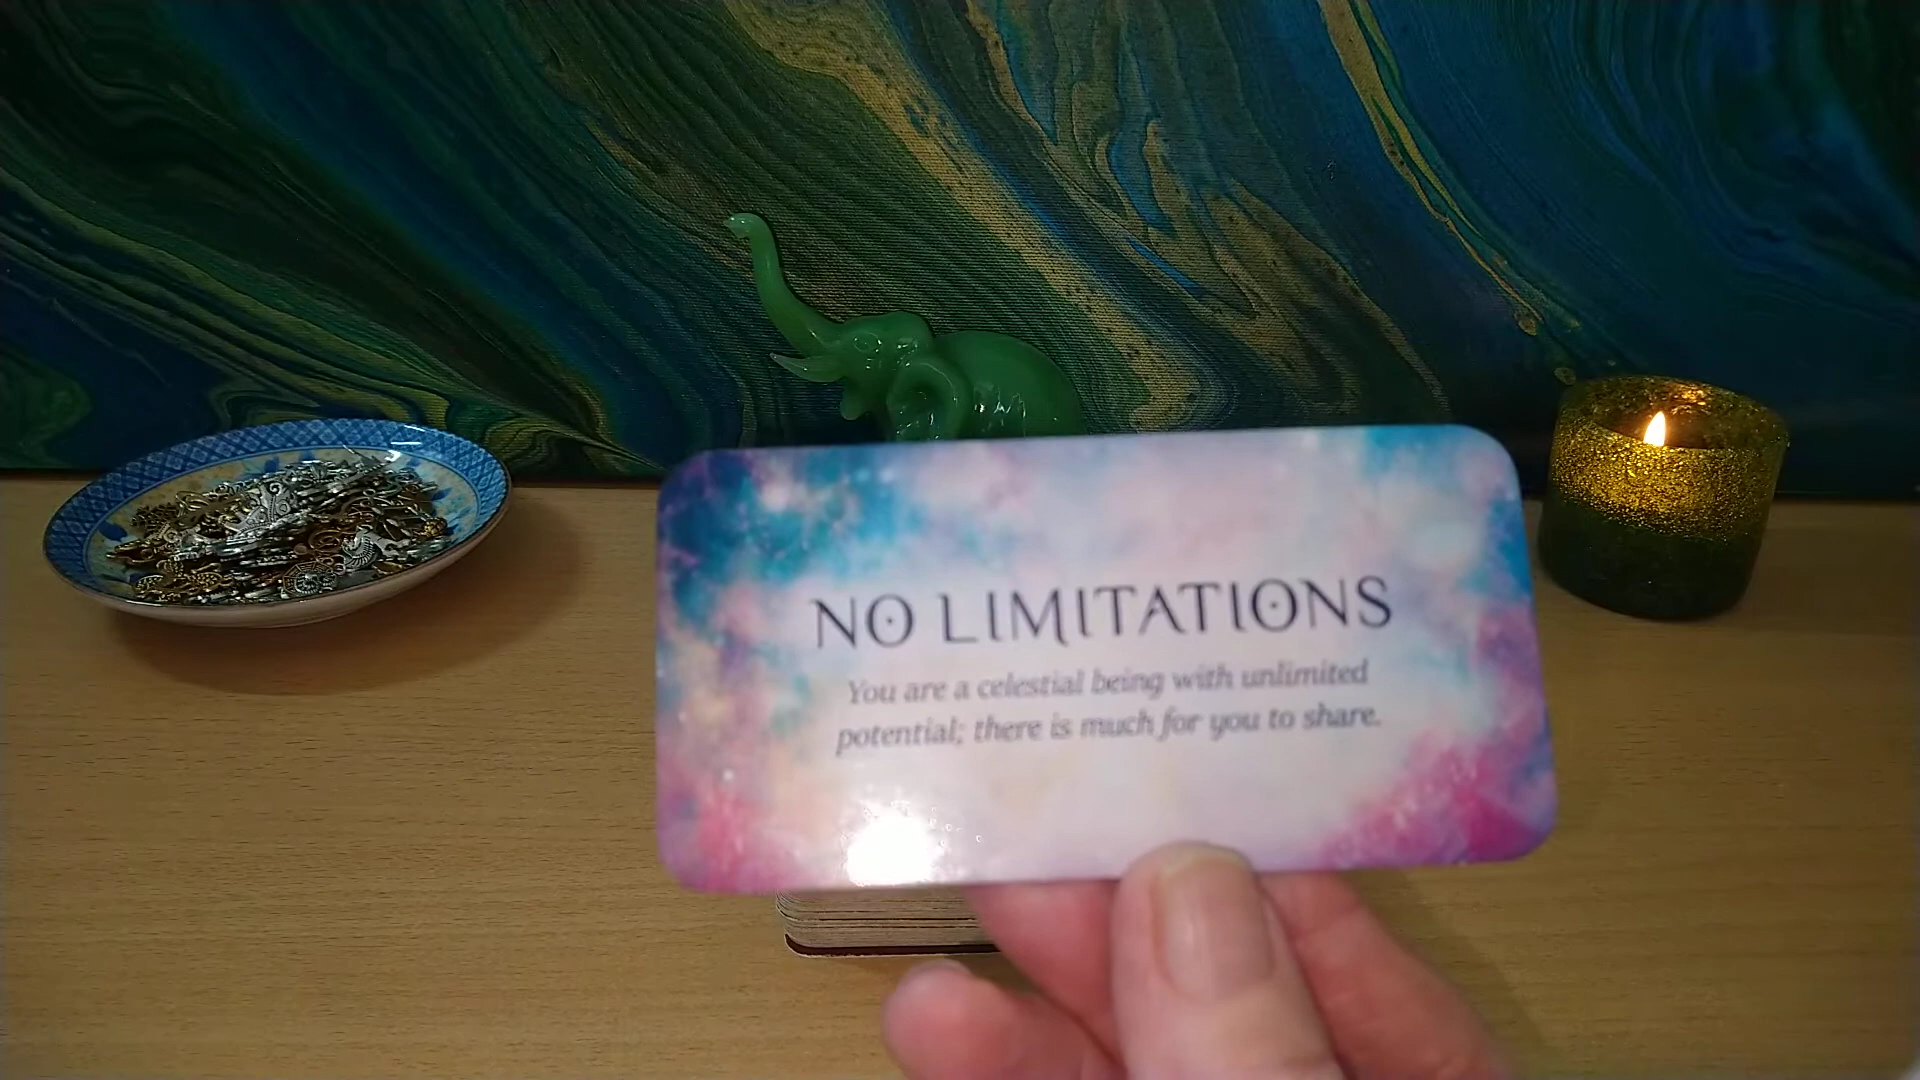 NO LIMITATIONS
You are a celestial being with unlimited
potential; there is much for you to share.